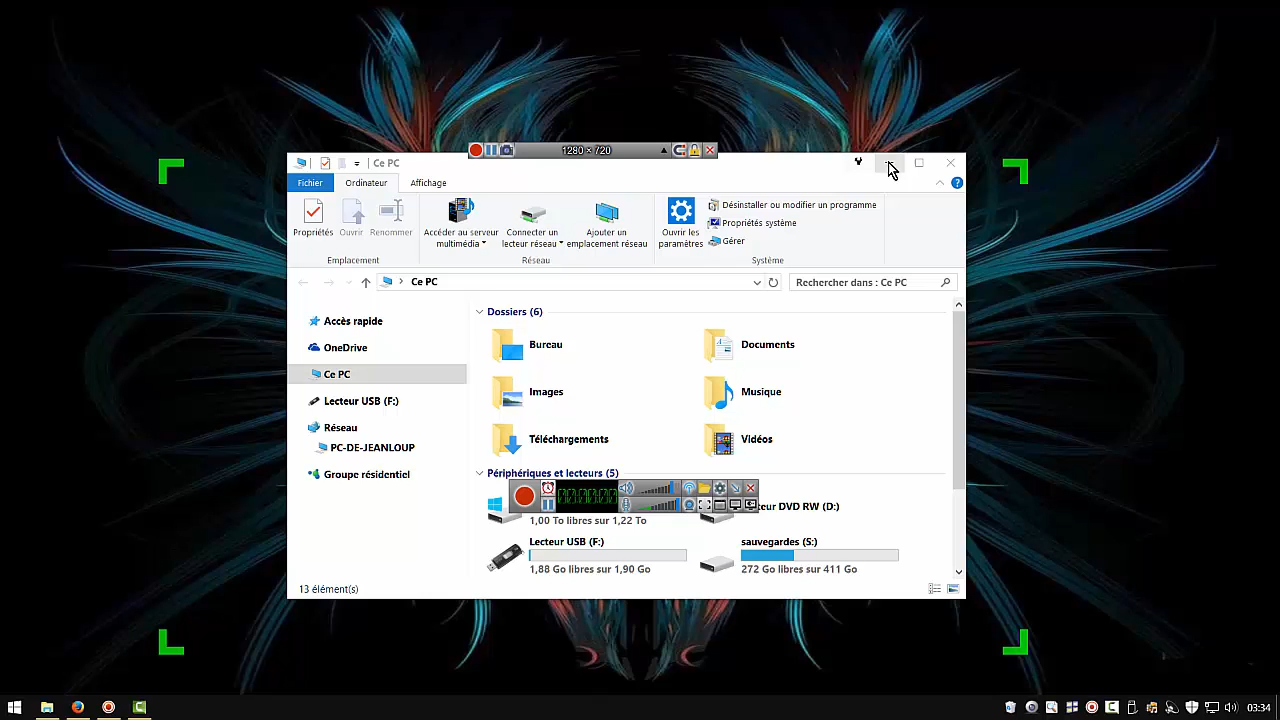 1280 × 720
Ce PC
Fichier
Ordinateur
Affichage
Propriétés
Ouvrir
Renommer
Accéder au serveur
multimédia
Connecter un
lecteur réseau
Ajouter un
emplacement réseau
Ouvrir les
paramètres
Désinstaller ou modifier un programme
Propriétés système
Gérer
Emplacement
Réseau
Système
Ce PC
Rechercher dans : Ce PC
Accès rapide
OneDrive
Ce PC
Lecteur USB (F:)
Réseau
PC-DE-JEANLOUP
Groupe résidentiel
Dossiers (6)
Bureau
Documents
Images
Musique
Téléchargements
Vidéos
Périphériques et lecteurs (5)
00:00:00
DVD RW (D:)
1,00 To libres sur 1,22 To
Lecteur USB (F:)
1,88 Go libres sur 1,90 Go
sauvegardes (S:)
272 Go libres sur 411 Go
13 élément(s)
03:34